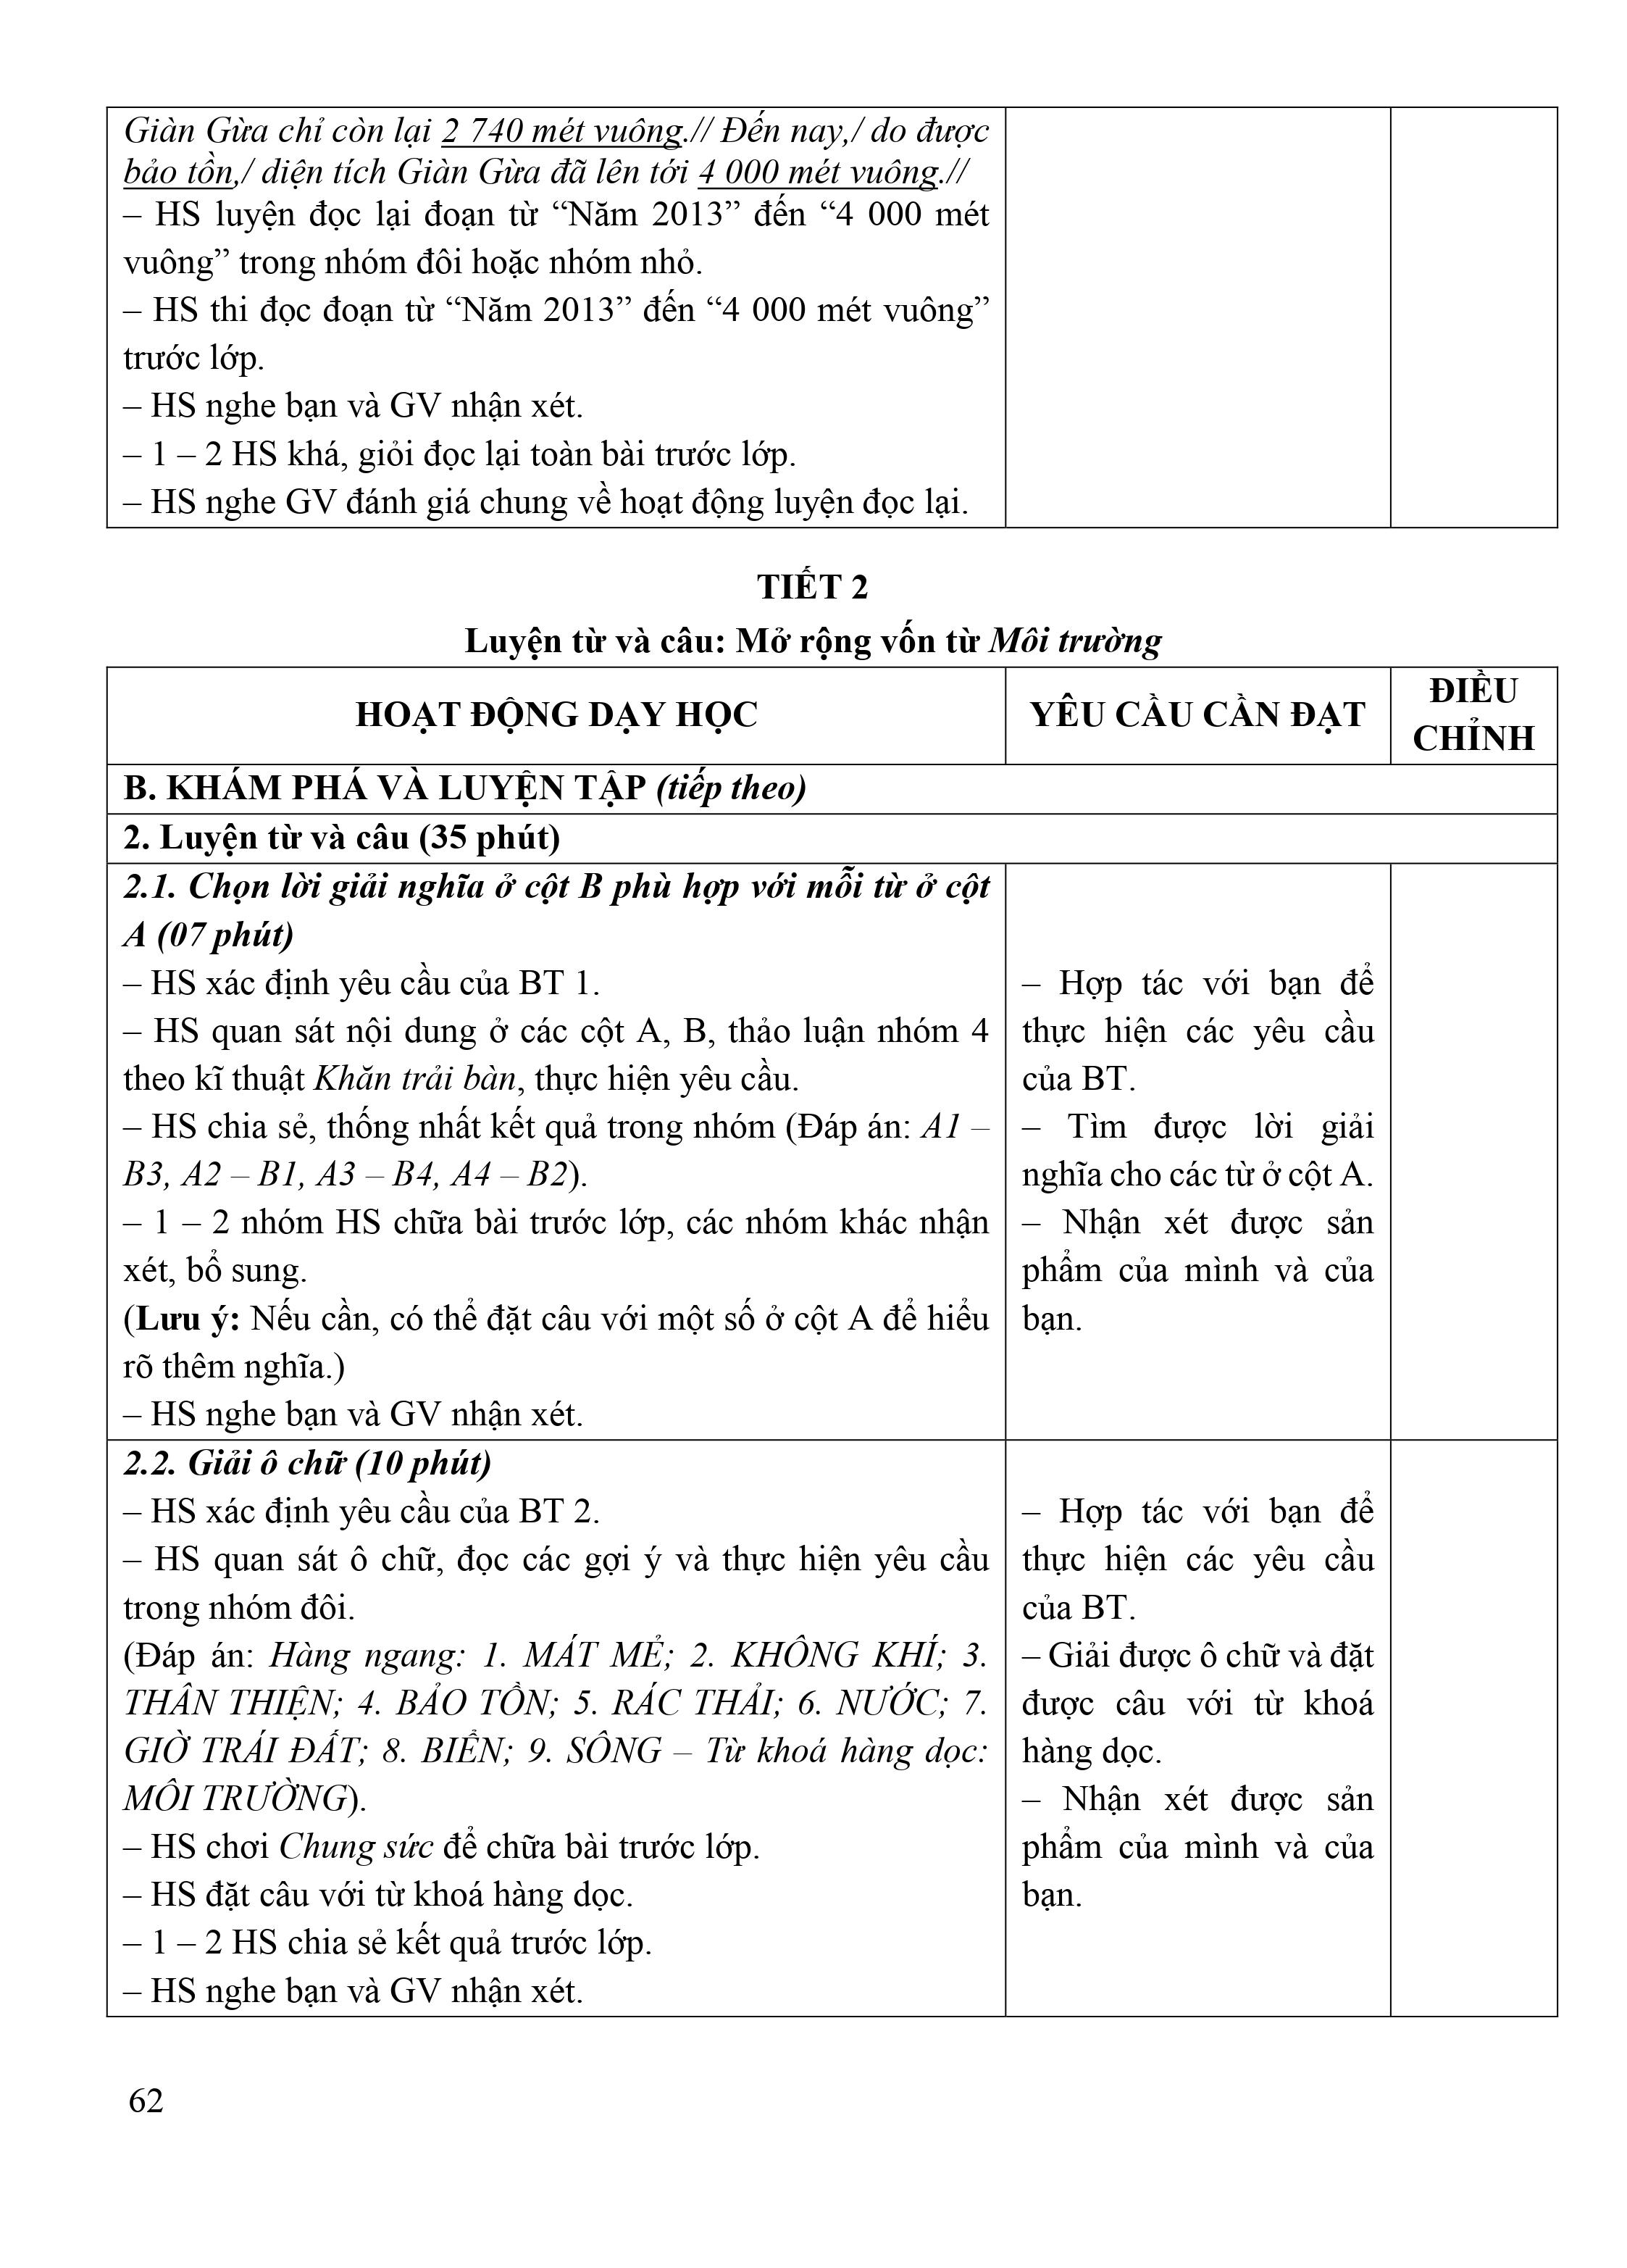 Giàn Gừa chỉ còn lại 2 740 mét vuông.// Đến nay,/ do được
bảo tồn,/ diện tích Giàn Gừa đã lên tới 4 000 mét vuông.//
– HS luyện đọc lại đoạn từ “Năm 2013” đến “4 000 mét
vuông” trong nhóm đôi hoặc nhóm nhỏ.
– HS thi đọc đoạn từ “Năm 2013” đến “4 000 mét vuông”
trước lớp.
– HS nghe bạn và GV nhận xét.
– 1 – 2 HS khá, giỏi đọc lại toàn bài trước lớp.
– HS nghe GV đánh giá chung về hoạt động luyện đọc lại.
TIẾT 2
Luyện từ và câu: Mở rộng vốn từ Môi trường
HOẠT ĐỘNG DẠY HỌC
YÊU CẦU CẦN ĐẠT
ĐIỀU
CHỈNH
B. KHÁM PHÁ VÀ LUYỆN TẬP (tiếp theo)
2. Luyện từ và câu (35 phút)
2.1. Chọn lời giải nghĩa ở cột B phù hợp với mỗi từ ở cột
A (07 phút)
– HS xác định yêu cầu của BT 1.
– HS quan sát nội dung ở các cột A, B, thảo luận nhóm 4
theo kĩ thuật Khăn trải bàn, thực hiện yêu cầu.
– HS chia sẻ, thống nhất kết quả trong nhóm (Đáp án: A1 –
B3, A2 – B1, A3 – B4, A4 – B2).
– 1 – 2 nhóm HS chữa bài trước lớp, các nhóm khác nhận
xét, bổ sung.
(Lưu ý: Nếu cần, có thể đặt câu với một số ở cột A để hiểu
rõ thêm nghĩa.)
– HS nghe bạn và GV nhận xét.
– Hợp tác với bạn để
thực hiện các yêu cầu
của BT.
– Tìm được lời giải
nghĩa cho các từ ở cột A.
– Nhận xét được sản
phẩm của mình và của
bạn.
2.2. Giải ô chữ (10 phút)
– HS xác định yêu cầu của BT 2.
– HS quan sát ô chữ, đọc các gợi ý và thực hiện yêu cầu
trong nhóm đôi.
(Đáp án: Hàng ngang: 1. MÁT MẺ; 2. KHÔNG KHÍ; 3.
THÂN THIỆN; 4. BẢO TỒN; 5. RÁC THẢI; 6. NƯỚC; 7.
GIỜ TRÁI ĐẤT; 8. BIỂN; 9. SÔNG – Từ khoá hàng dọc:
MÔI TRƯỜNG).
– HS chơi Chung sức để chữa bài trước lớp.
– HS đặt câu với từ khoá hàng dọc.
– 1 – 2 HS chia sẻ kết quả trước lớp.
– HS nghe bạn và GV nhận xét.
– Hợp tác với bạn để
thực hiện các yêu cầu
của BT.
– Giải được ô chữ và đặt
được câu với từ khoá
hàng dọc.
– Nhận xét được sản
phẩm của mình và của
bạn.
62